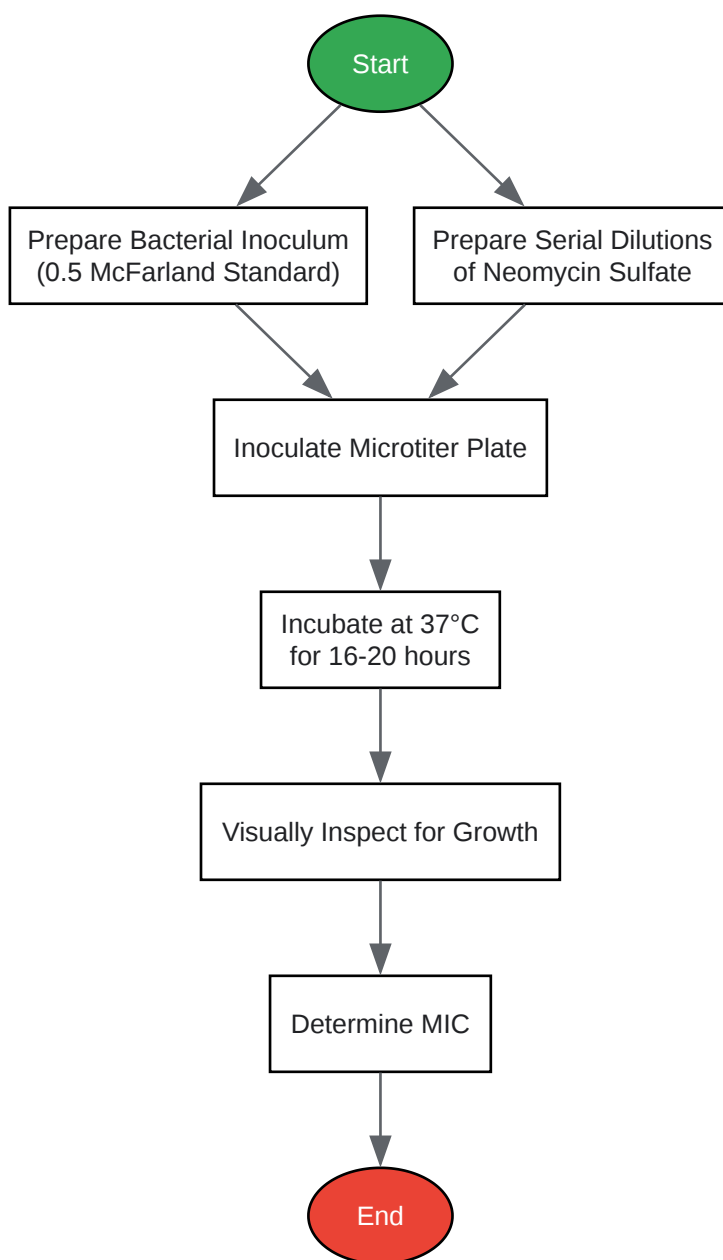 Start
Prepare Bacterial Inoculum
(0.5 McFarland Standard)
Prepare Serial Dilutions
of Neomycin Sulfate
Inoculate Microtiter Plate
Incubate at 37°C
for 16-20 hours
Visually Inspect for Growth
Determine MIC
End